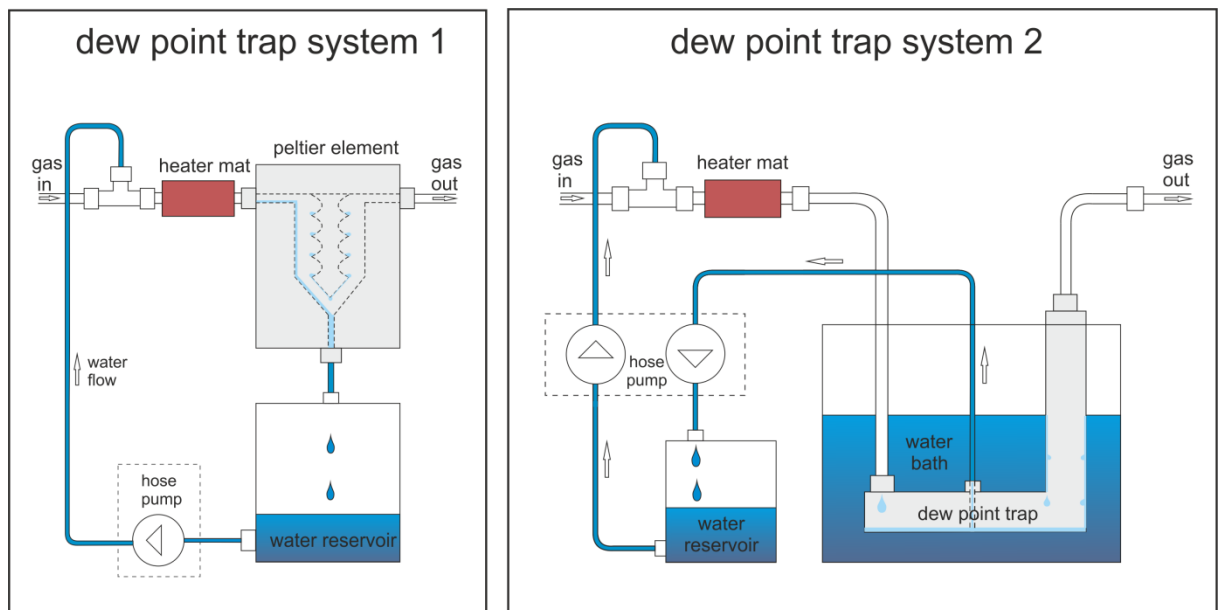 dew point trap system 1
peltier element
gas
in
heater mat
gas
out
water
flow
hose
pump
water reservoir
dew point trap system 2
gas
in
heater mat
gas
out
hose
pump
water
bath
dew point trap
water
reservoir